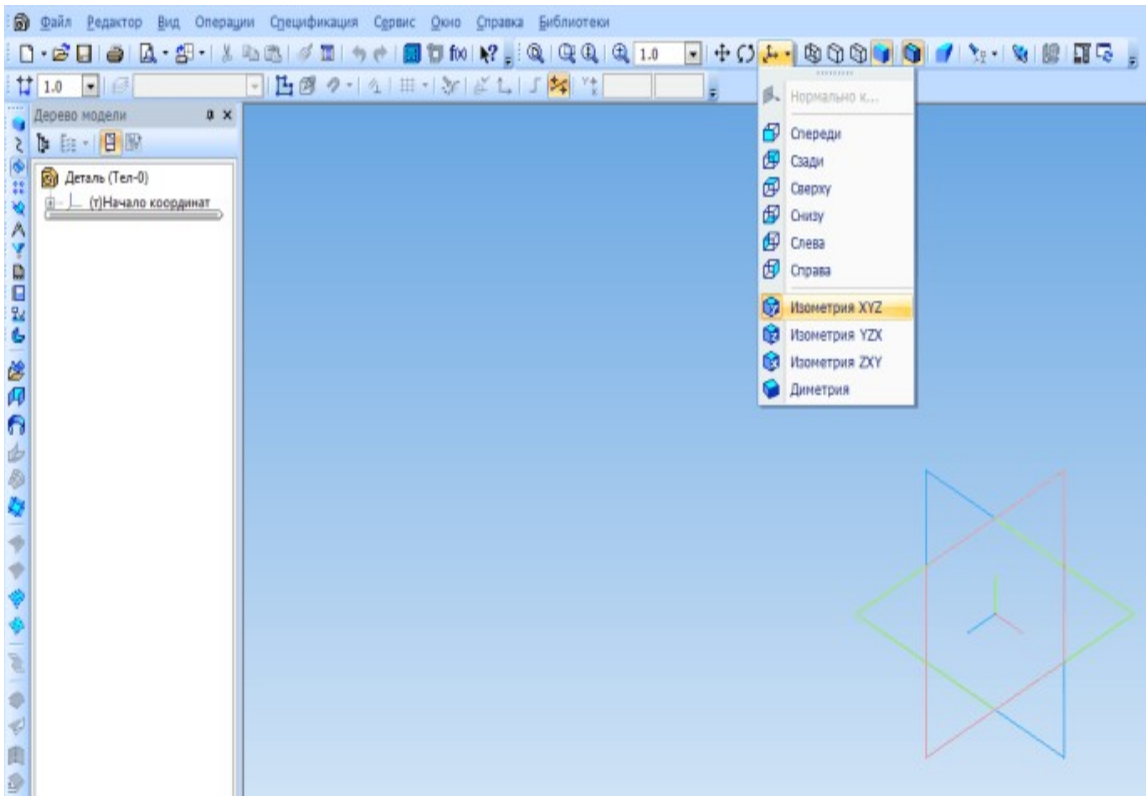 Файл Редактор Вид Операции Спецификация Сервис Окно Справка Библиотеки
f(x) 1.0
1.0
Дерево модели
Нормально к...
Деталь (Тел-0)
(т)Начало координат
Спереди
Сзади
Сверху
Снизу
Слева
Справа
Изометрия XYZ
Изометрия YZX
Изометрия ZXY
Диметрия